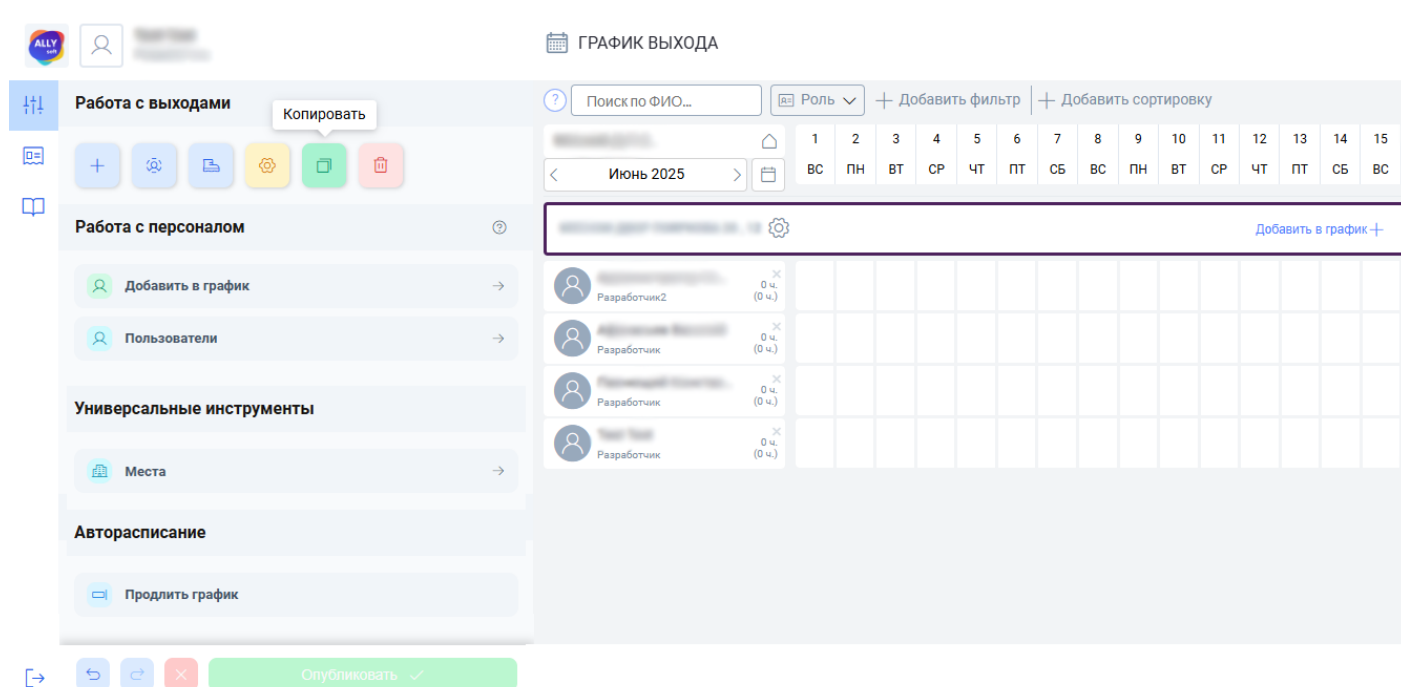 ALLY
soft
ГРАФИК ВЫХОДА
Работа с выходами
Копировать
Работа с персоналом
Добавить в график
Пользователи
Универсальные инструменты
Места
Авторасписание
Продлить график
Опубликовать
Поиск по ФИО...
Роль
Добавить фильтр
Добавить сортировку
1 2 3 4 5 6 7 8 9 10 11 12 13 14 15
Июнь 2025
ВС ПН ВТ СР ЧТ ПТ СБ ВС ПН ВТ СР ЧТ ПТ СБ ВС
Добавить в график
0 ч.
Разработчик2 (0 ч.)
0 ч.
Разработчик (0 ч.)
0 ч.
Разработчик (0 ч.)
0 ч.
Разработчик (0 ч.)